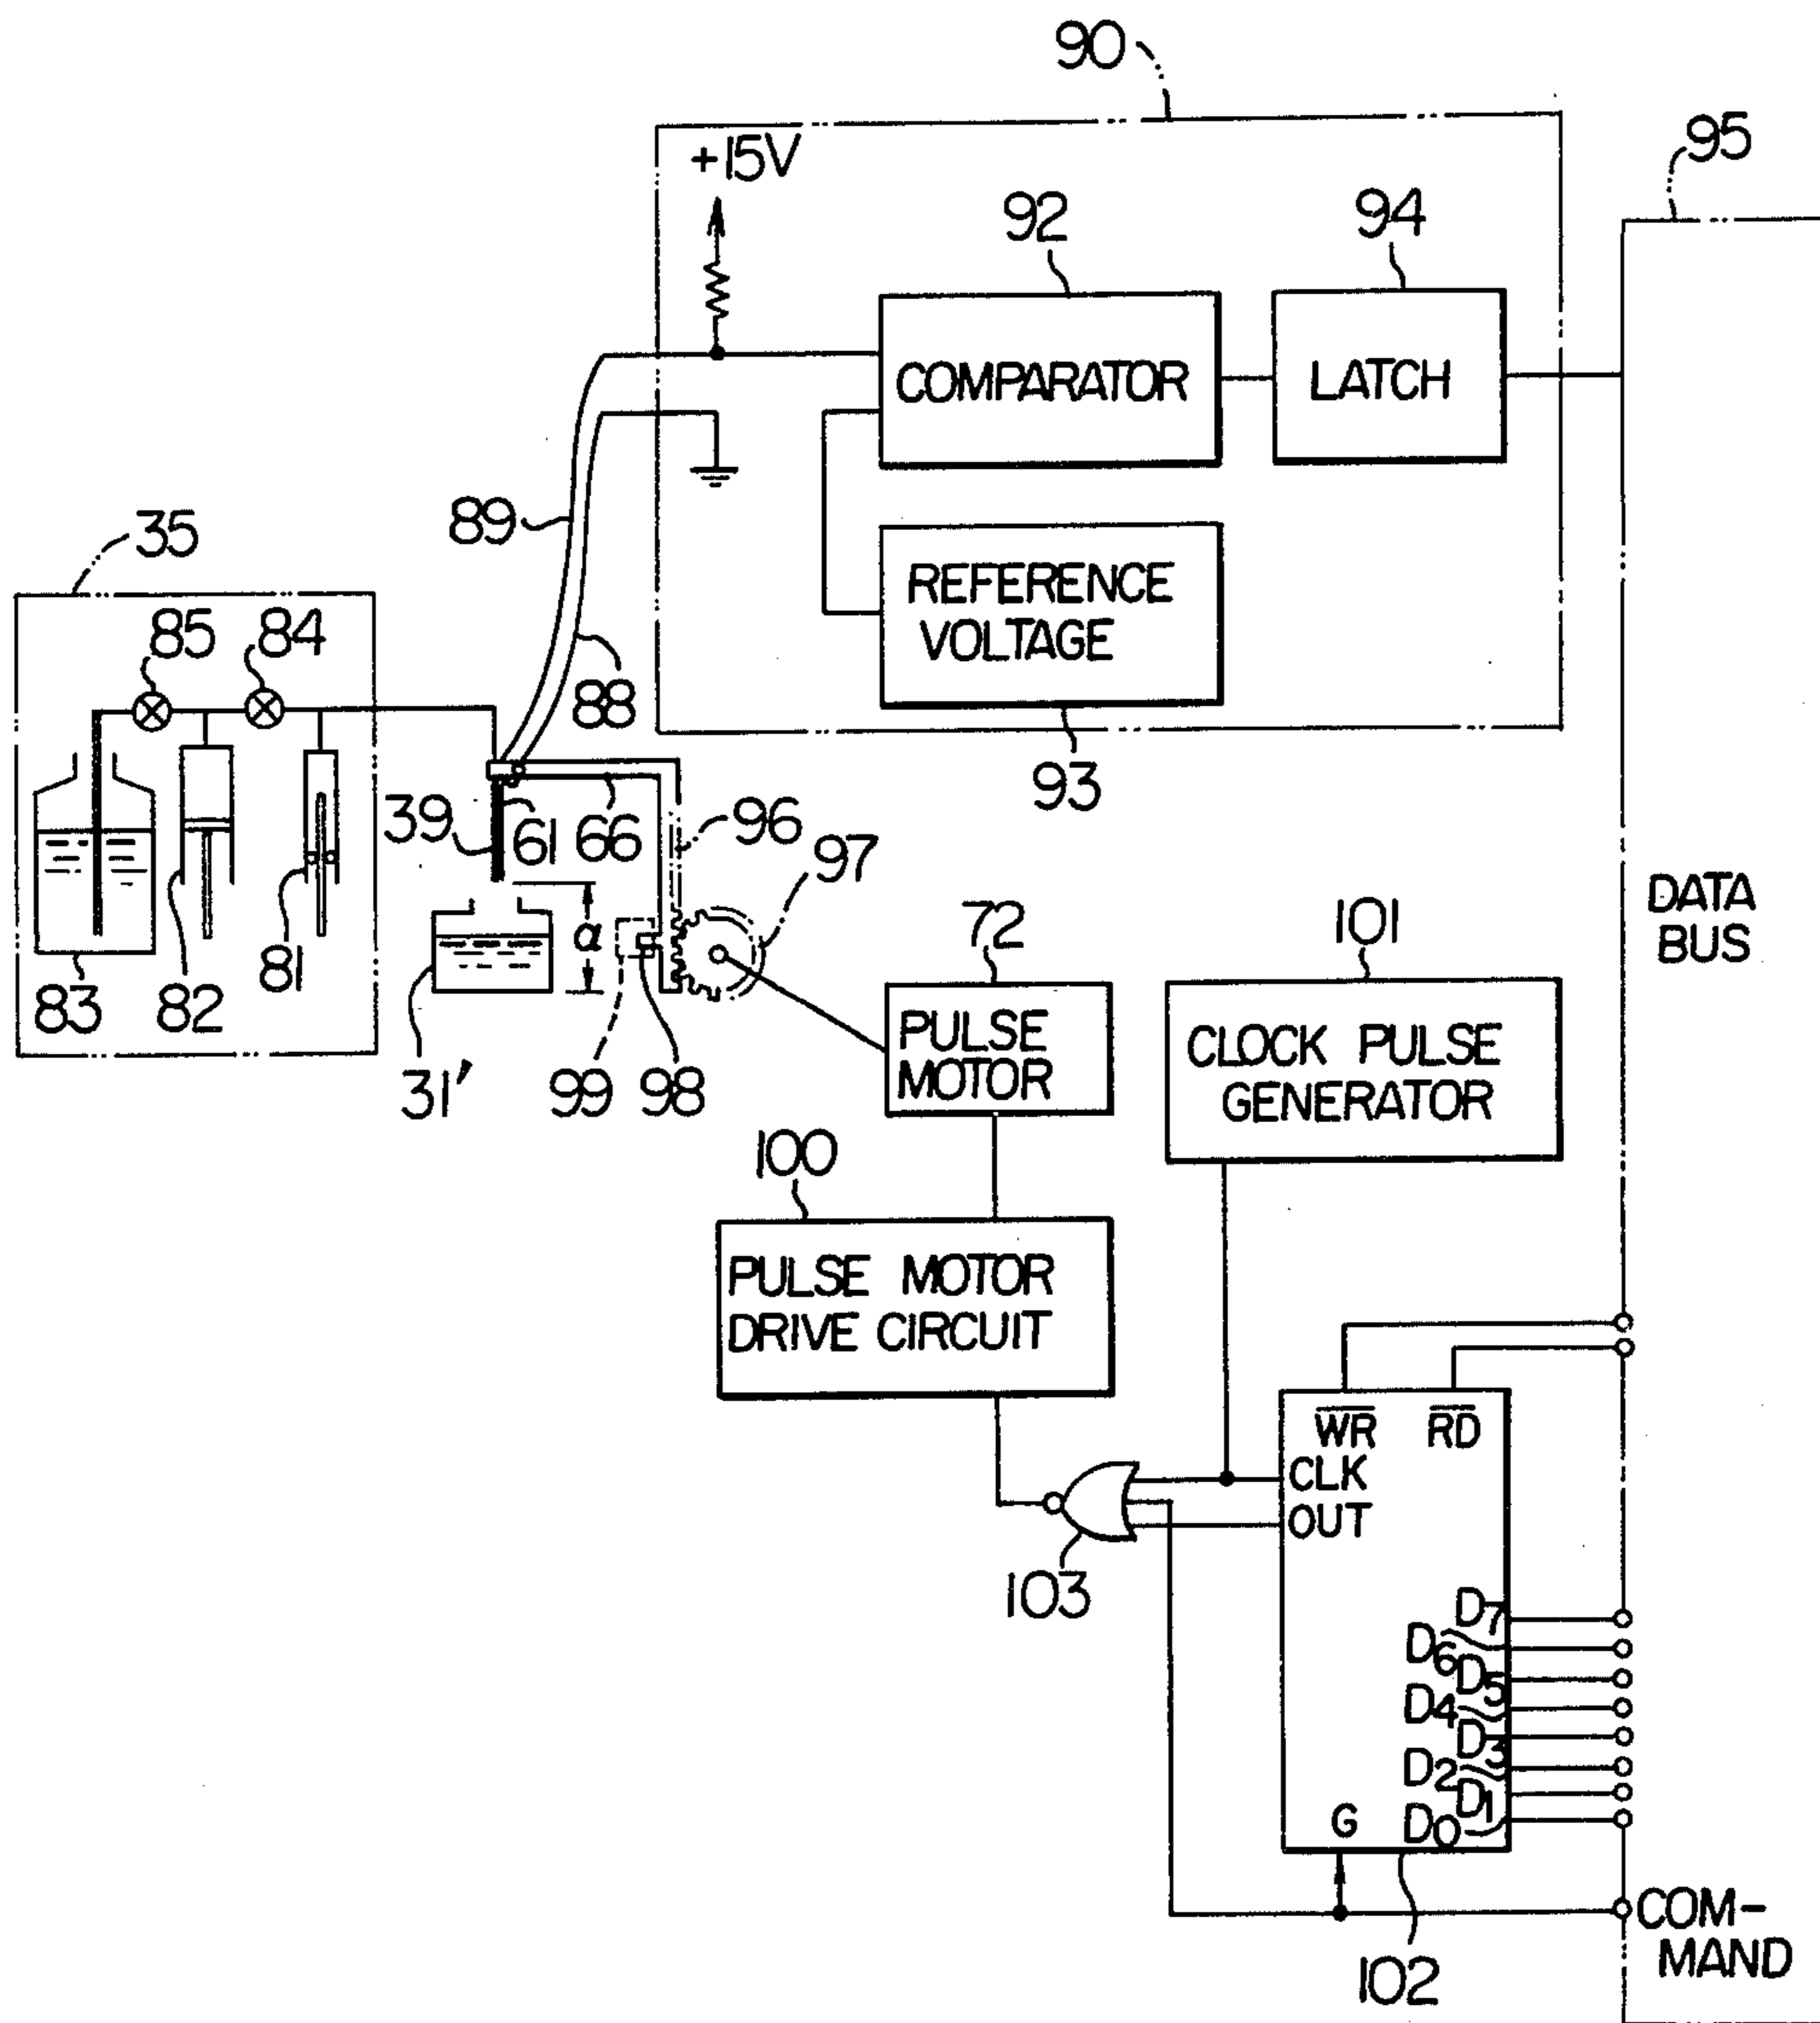 90
95
+15V
92
94
COMPARATOR
LATCH
89
35
REFERENCE
VOLTAGE
85
84
88
93
39
61
66
96
97
DATA
BUS
α
72
101
83
82
81
31'
99
98
PULSE
MOTOR
CLOCK PULSE
GENERATOR
100
PULSE MOTOR
DRIVE CIRCUIT
WR RD
CLK
OUT
103
D7
D6
D5
D4
D3
D2
D1
G
D0
COM-
MAND
102